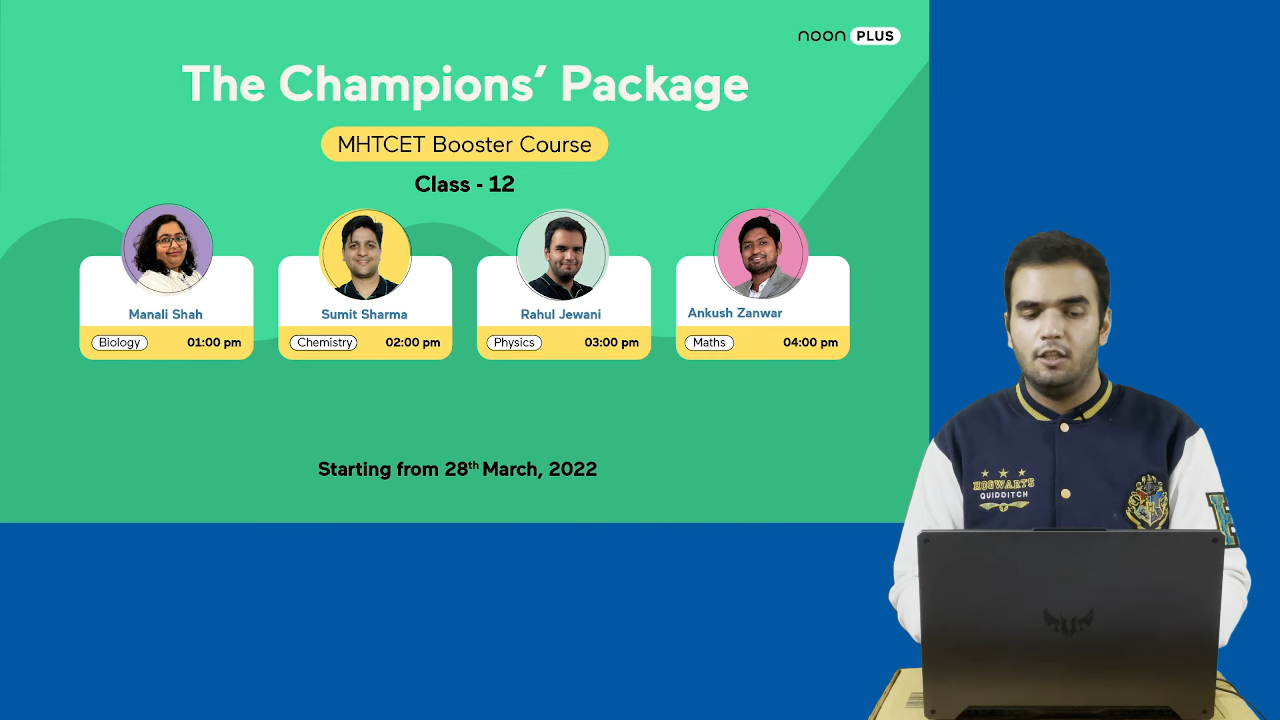 noon PLUS
The Champions' Package
MHTCET Booster Course
Class - 12
Manali Shah
Biology 01:00 pm
Sumit Sharma
Chemistry 02:00 pm
Rahul Jewani
Physics 03:00 pm
Ankush Zanwar
Maths 04:00 pm
Starting from 28th March, 2022
HOGWARTS
QUIDDITCH